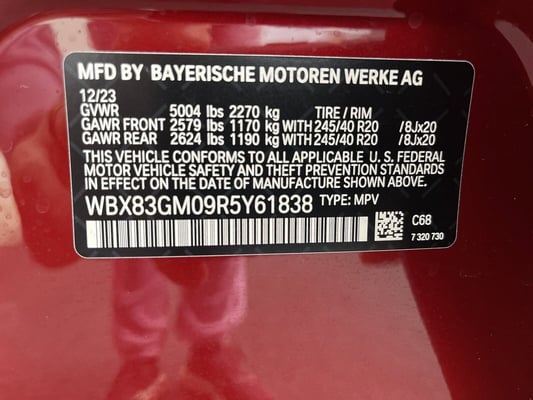 MFD BY BAYERISCHE MOTOREN WERKE AG
12/23
GVWR 5004 lbs 2270 kg TIRE / RIM
GAWR FRONT 2579 lbs 1170 kg WITH 245/40 R20 /8Jx20
GAWR REAR 2624 lbs 1190 kg WITH 245/40 R20 /8Jx20
THIS VEHICLE CONFORMS TO ALL APPLICABLE U. S. FEDERAL
MOTOR VEHICLE SAFETY AND THEFT PREVENTION STANDARDS
IN EFFECT ON THE DATE OF MANUFACTURE SHOWN ABOVE.
WBX83GM09R5Y61838 TYPE: MPV
C68
7 320 730